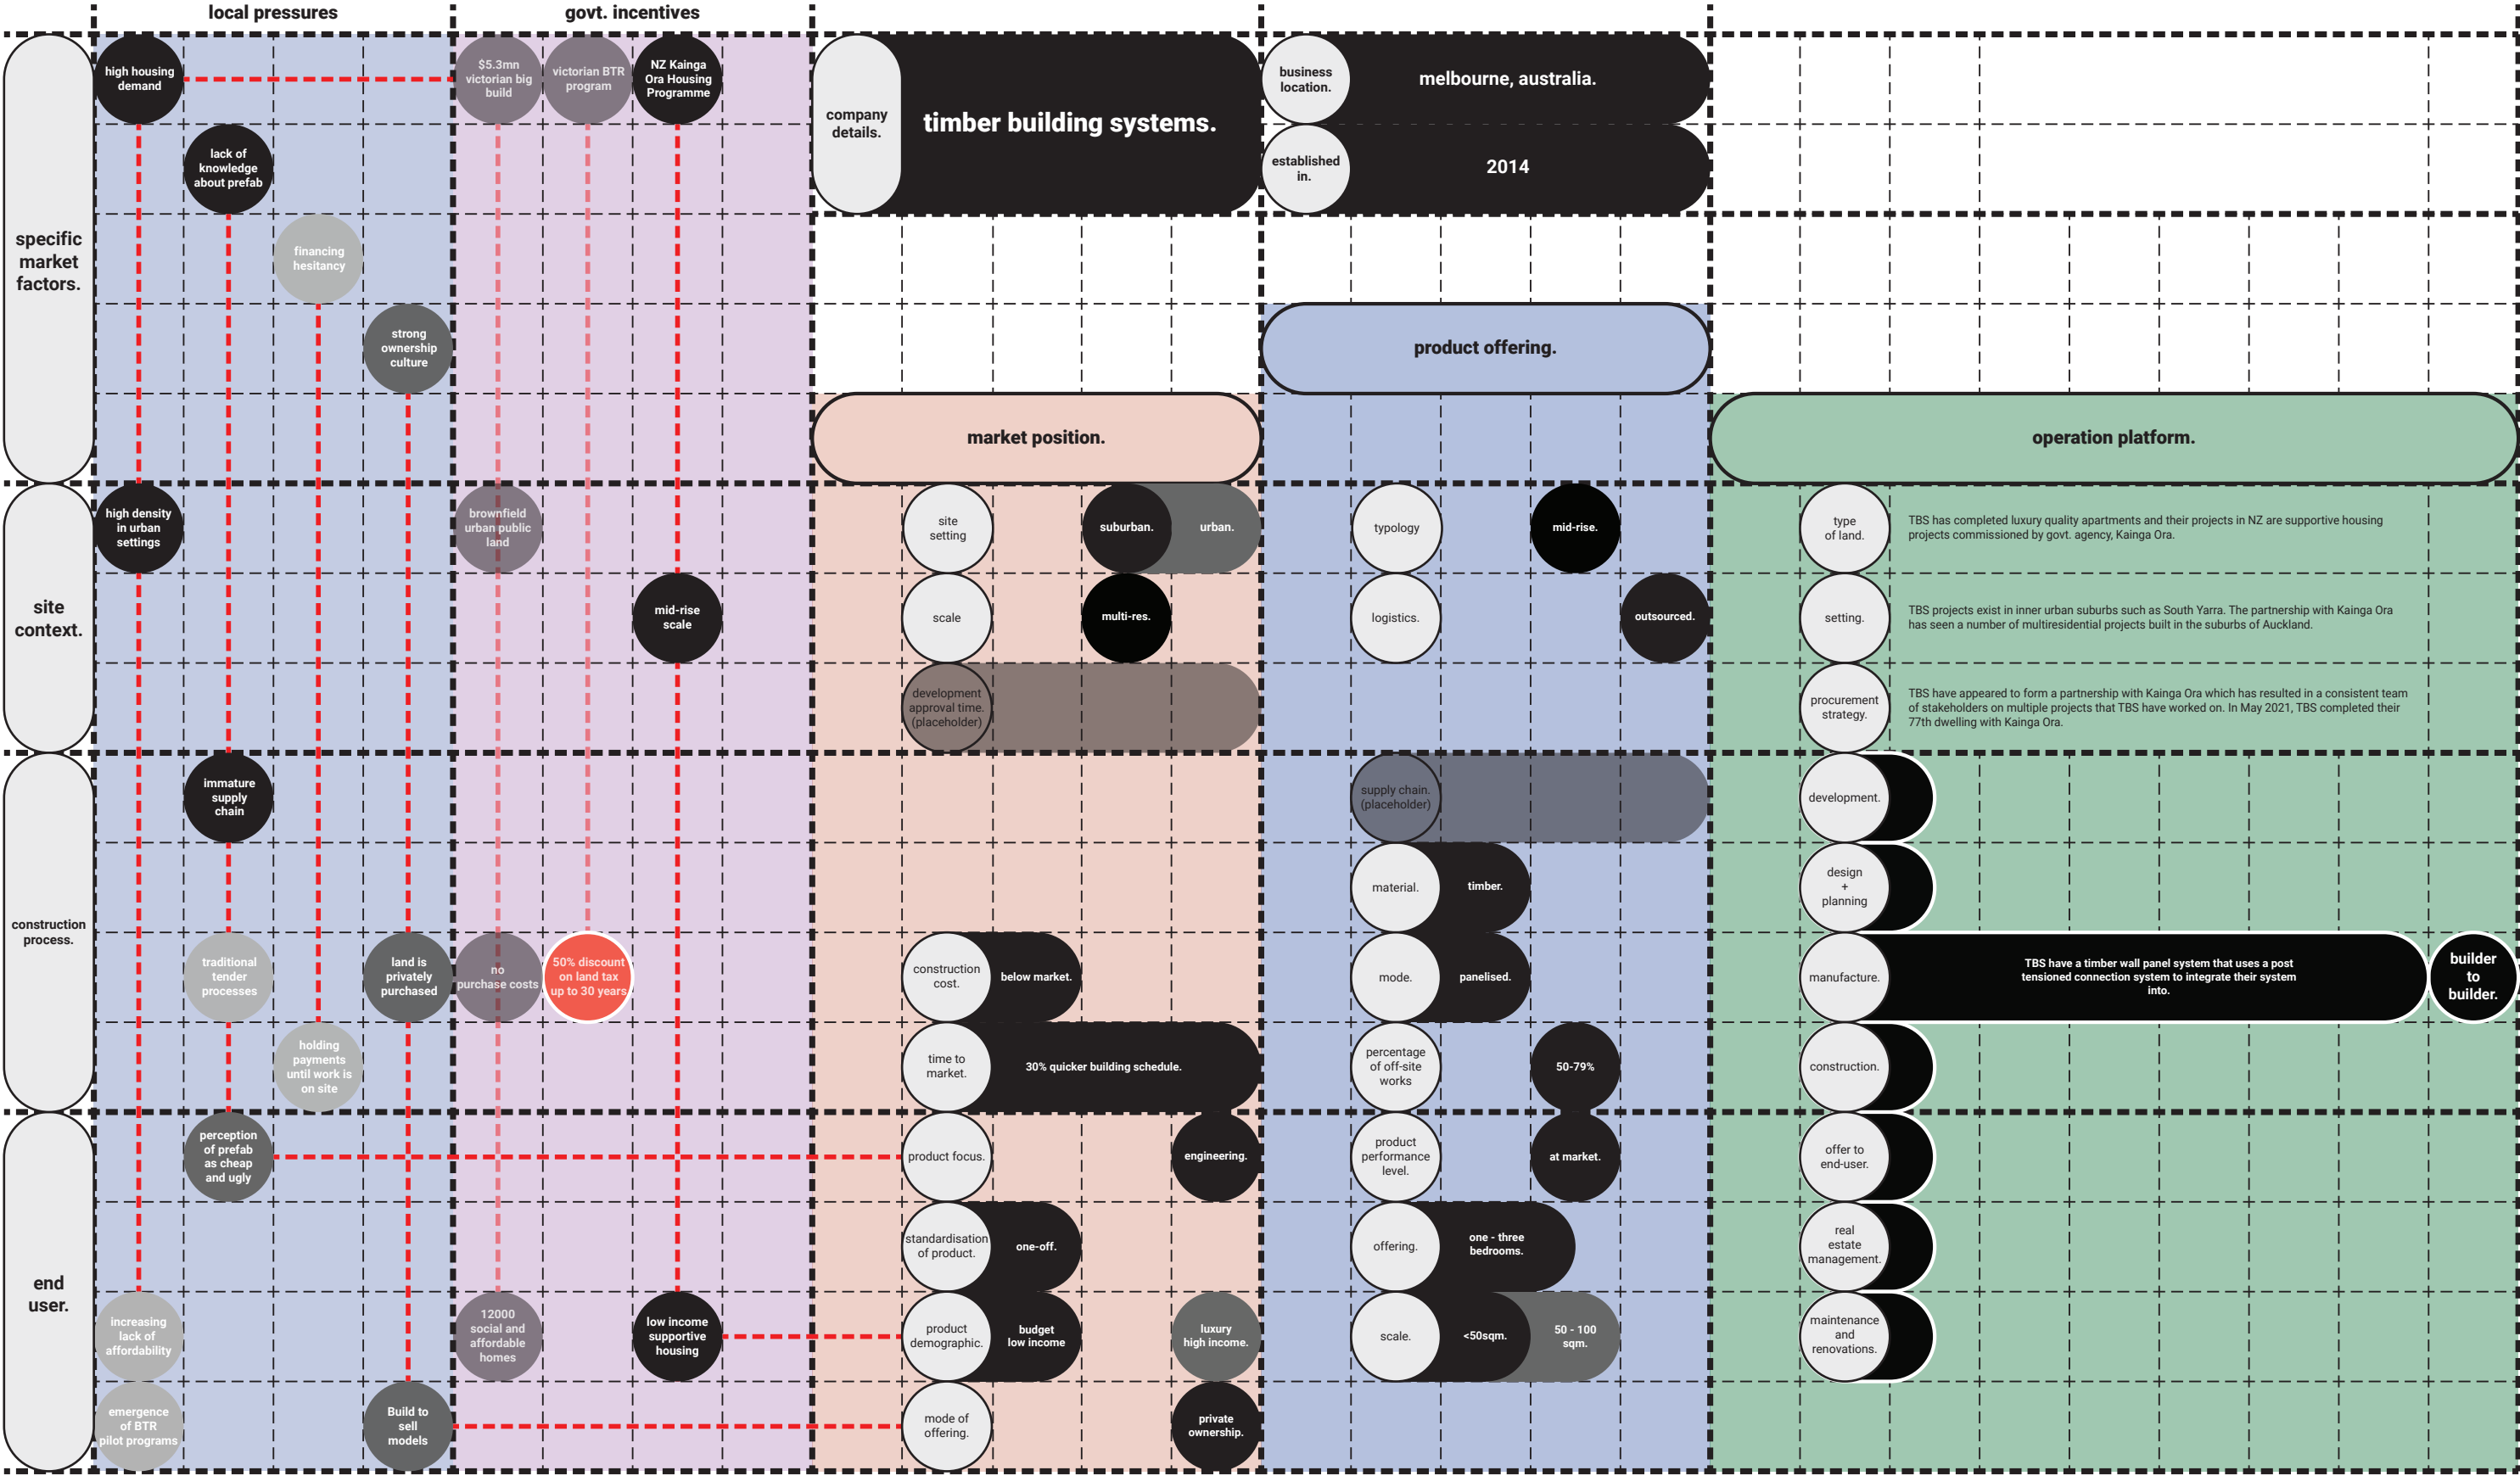 local pressures
govt. incentives
specific
market
factors.
high housing
demand
lack of
knowledge
about prefab
financing
hesitancy
strong
ownership
culture
$5.3mn
victorian big
build
victorian BTR
program
NZ Kainga
Ora Housing
Programme
company
details.
timber building systems.
business
location.
melbourne, australia.
established
in.
2014
product offering.
market position.
operation platform.
site
context.
high density
in urban
settings
brownfield
urban public
land
mid-rise
scale
site
setting
suburban.
urban.
scale
multi-res.
development
approval time.
(placeholder)
typology
mid-rise.
logistics.
outsourced.
type
of land.
TBS has completed luxury quality apartments and their projects in NZ are supportive housing
projects commissioned by govt. agency, Kainga Ora.
setting.
TBS projects exist in inner urban suburbs such as South Yarra. The partnership with Kainga Ora
has seen a number of multiresidential projects built in the suburbs of Auckland.
procurement
strategy.
TBS have appeared to form a partnership with Kainga Ora which has resulted in a consistent team
of stakeholders on multiple projects that TBS have worked on. In May 2021, TBS completed their
77th dwelling with Kainga Ora.
construction
process.
immature
supply
chain
traditional
tender
processes
land is
privately
purchased
holding
payments
until work is
on site
no
purchase costs
50% discount
on land tax
up to 30 years
construction
cost.
below market.
time to
market.
30% quicker building schedule.
supply chain.
(placeholder)
material.
timber.
mode.
panelised.
percentage
of off-site
works
50-79%
development.
design
+
planning
manufacture.
TBS have a timber wall panel system that uses a post
tensioned connection system to integrate their system
into.
builder
to
builder.
construction.
end
user.
perception
of prefab
as cheap
and ugly
increasing
lack of
affordability
emergence
of BTR
pilot programs
Build to
sell
models
12000
social and
affordable
homes
low income
supportive
housing
product focus.
engineering.
standardisation
of product.
one-off.
product
demographic.
budget
low income
luxury
high income.
mode of
offering.
private
ownership.
product
performance
level.
at market.
offering.
one - three
bedrooms.
scale.
<50sqm.
50 - 100
sqm.
offer to
end-user.
real
estate
management.
maintenance
and
renovations.